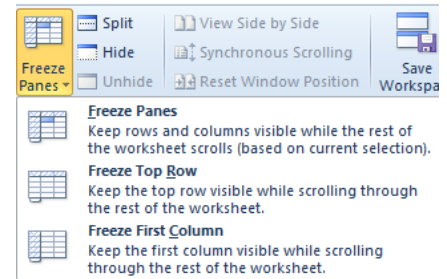 Split
View Side by Side
Hide
Synchronous Scrolling
Freeze
Panes
Unhide
Reset Window Position
Save
Freeze Panes
Keep rows and columns visible while the rest of
the worksheet scrolls (based on current selection).
Freeze Top Row
Keep the top row visible while scrolling through
the rest of the worksheet.
Freeze First Column
Keep the first column visible while scrolling
through the rest of the worksheet.